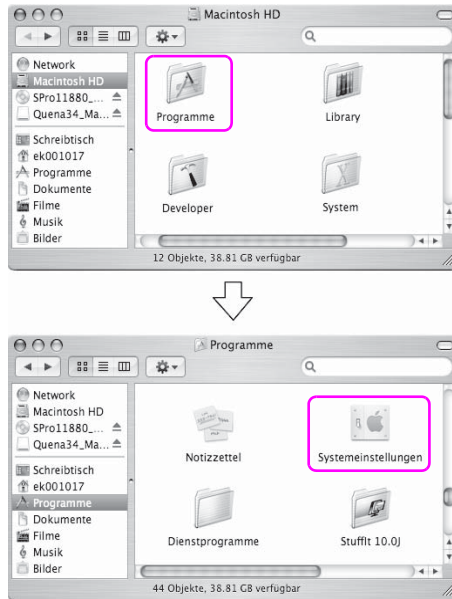 Macintosh HD
Network
Macintosh HD
SPro11880_...
Quena34_Ma...
Schreibtisch
ek001017
Programme
Dokumente
Filme
Musik
Bilder
Programme
Library
Developer
System
12 Objekte, 38.81 GB verfügbar
Programme
Network
Macintosh HD
SPro11880_...
Quena34_Ma...
Schreibtisch
ek001017
Programme
Dokumente
Filme
Musik
Bilder
Notizzettel
Systemeinstellungen
Dienstprogramme
StuffIt 10.0J
44 Objekte, 38.81 GB verfügbar